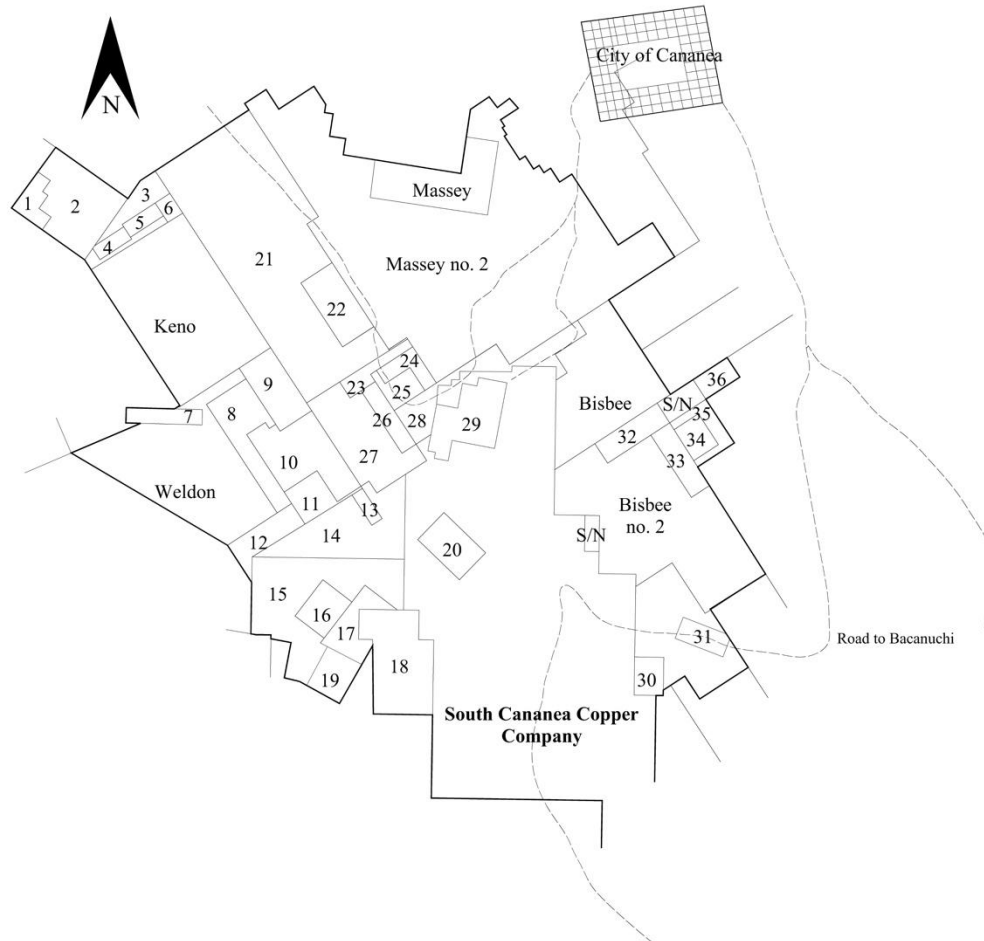 City of Cananea
N
Massey
3
1
2
6
5
4
21
Massey no. 2
22
Keno
24
9
23
25
36
S/N
7
8
26
28
29
Bisbee
35
32
34
10
27
33
Weldon
11
13
Bisbee
no. 2
14
S/N
12
20
15
16
17
31
Road to Bacanuchi
18
19
30
South Cananea Copper
Company